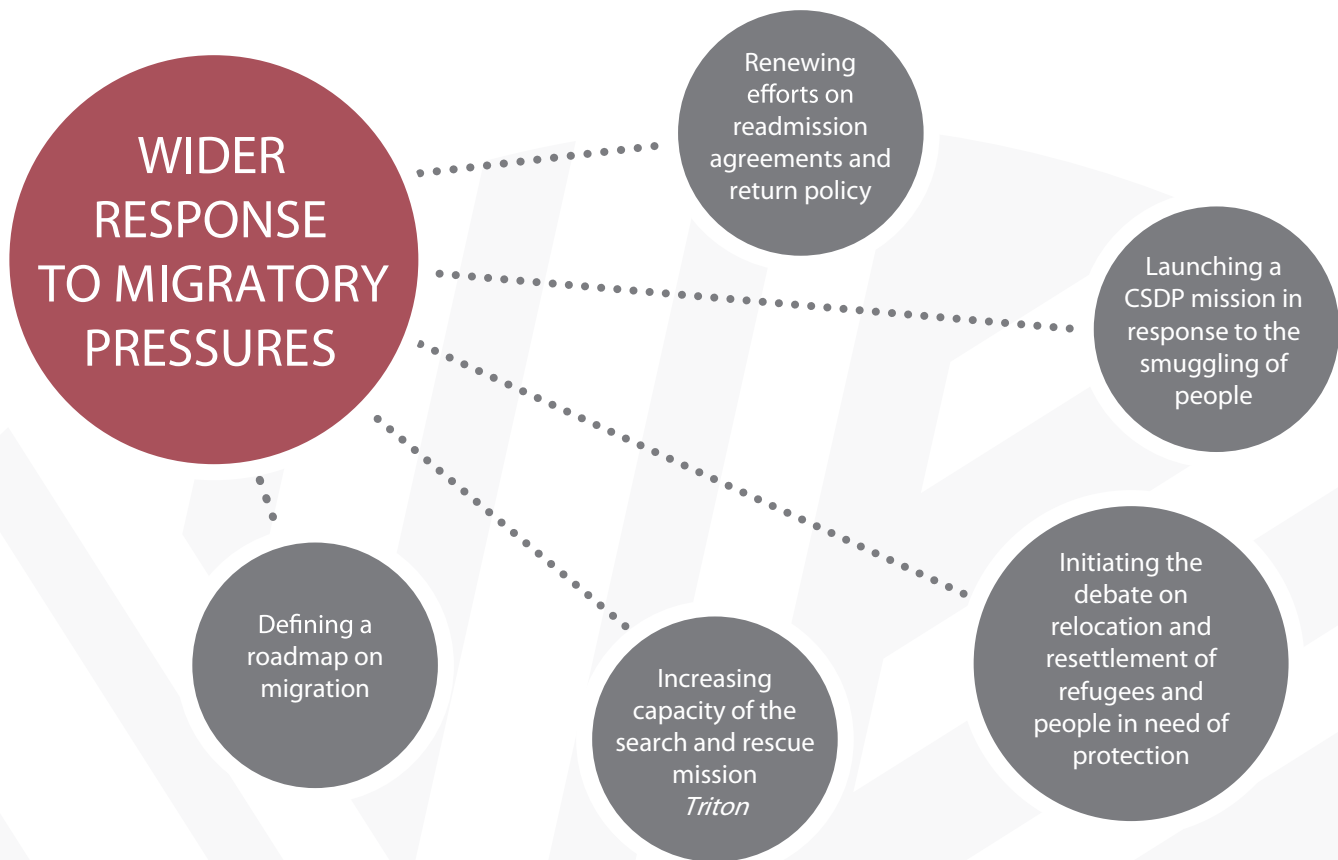 WIDER
RESPONSE
TO MIGRATORY
PRESSURES
Renewing
efforts on
readmission
agreements and
return policy
Launching a
CSDP mission in
response to the
smuggling of
people
Initiating the
debate on
relocation and
resettlement of
refugees and
people in need of
protection
Increasing
capacity of the
search and rescue
mission
Triton
Defining a
roadmap on
migration